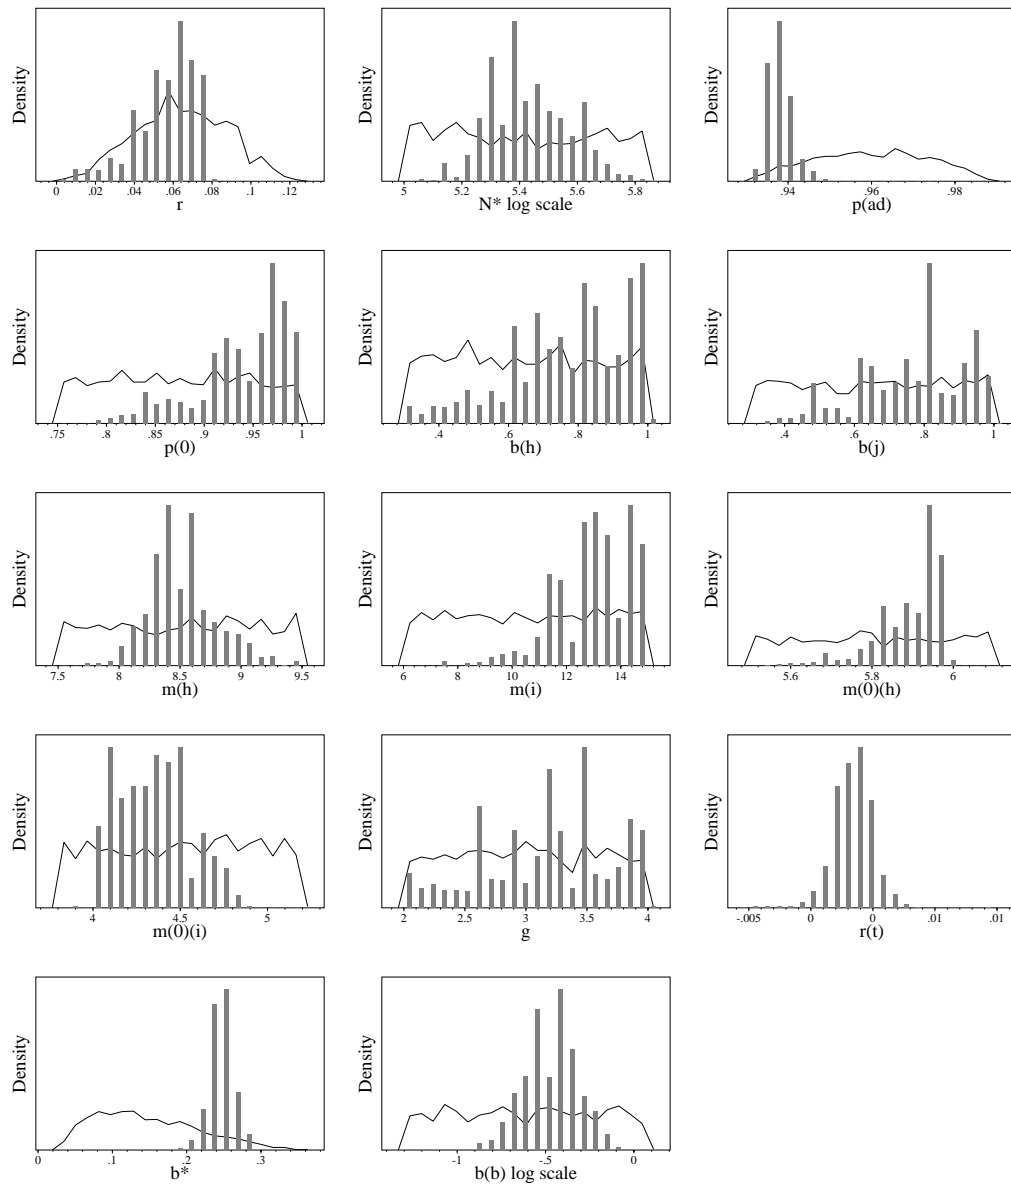 Density
0 .02 .04 .06 .08 .1 .12
r
Density
5 5.2 5.4 5.6 5.8
N* log scale
Density
.94 .96 .98
p(ad)
Density
.75 .8 .85 .9 .95 1
p(0)
Density
.4 .6 .8 1
b(h)
Density
.4 .6 .8 1
b(j)
Density
7.5 8 8.5 9 9.5
m(h)
Density
6 8 10 12 14
m(i)
Density
5.6 5.8 6
m(0)(h)
Density
4 4.5 5
m(0)(i)
Density
2 2.5 3 3.5 4
g
Density
-.005 0 0 .01 .01
r(t)
Density
0 .1 .2 .3
b*
Density
-1 -.5 0
b(b) log scale